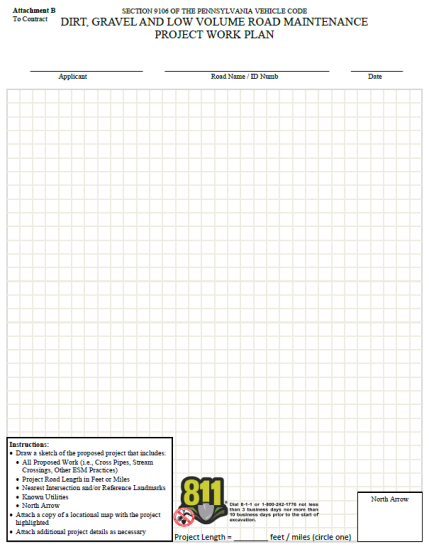 Attachment B
To Contract
SECTION 9106 OF THE PENNSYLVANIA VEHICLE CODE
DIRT, GRAVEL AND LOW VOLUME ROAD MAINTENANCE
PROJECT WORK PLAN
Applicant
Road Name / ID Numb
Date
Instructions:
• Draw a sketch of the proposed project that includes:
• All Proposed Work (i.e., Cross Pipes, Stream
Crossings, Other ESM Practices)
• Project Road Length in Feet or Miles
• Nearest Intersection and/or Reference Landmarks
• Known Utilities
• North Arrow
• Attach a copy of a locational map with the project
highlighted
• Attach additional project details as necessary
811
Dial 8-1-1 or 1-800-242-1776 not less
than 3 business days nor more than
10 business days prior to the start of
excavation.
Project Length = ________ feet / miles (circle one)
North Arrow